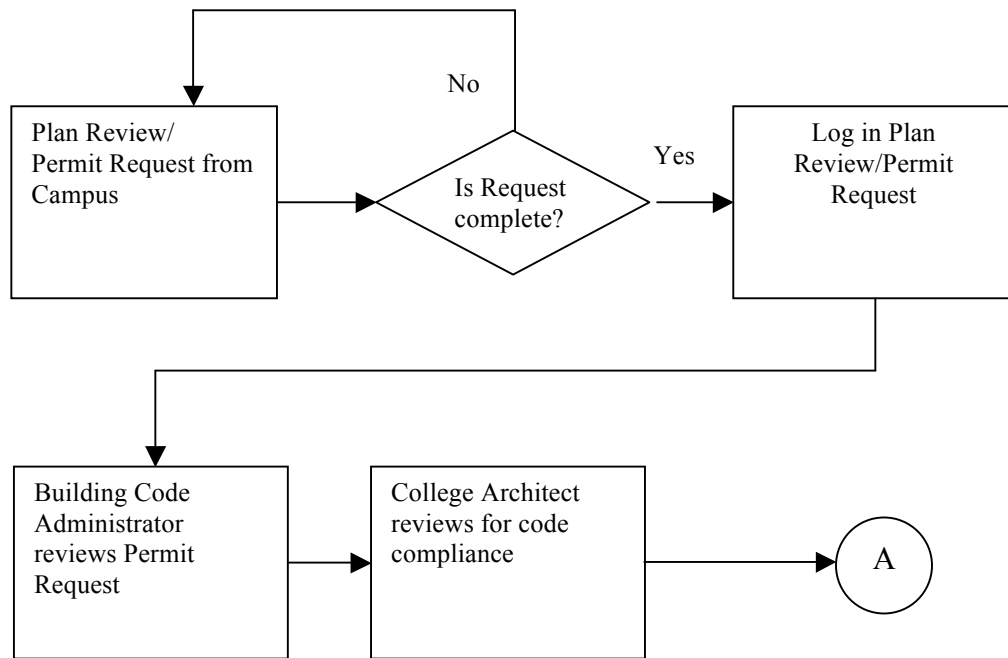 No
Plan Review/
Permit Request from
Campus
Is Request
complete?
Yes
Log in Plan
Review/Permit
Request
Building Code
Administrator
reviews Permit
Request
College Architect
reviews for code
compliance
A